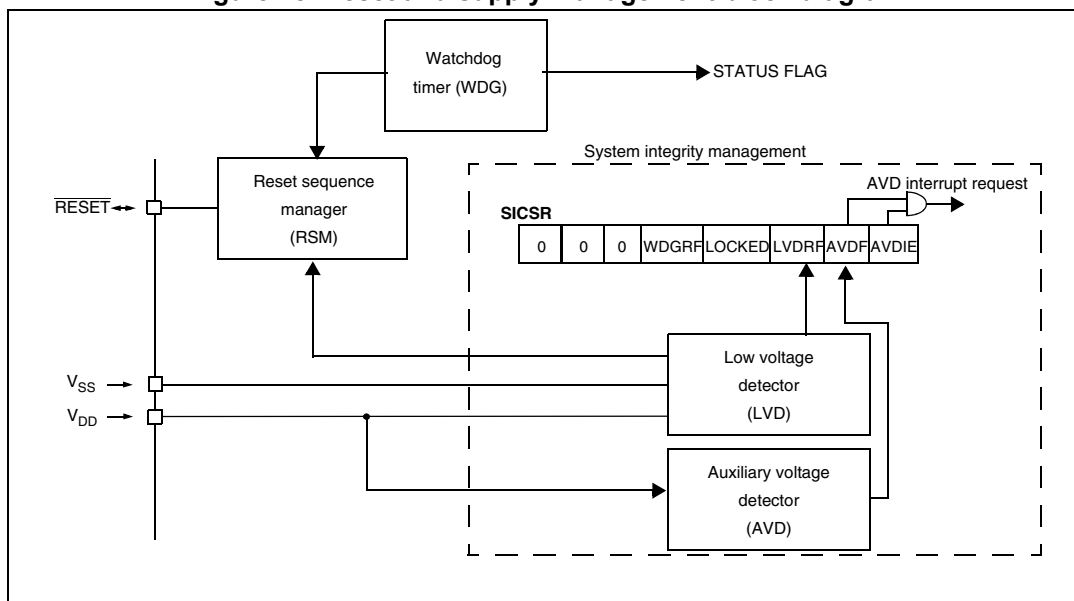 Watchdog
timer (WDG)
STATUS FLAG
System integrity management
AVD interrupt request
Reset sequence
manager
(RSM)
RESET
SICSR
0 0 0 WDGRF LOCKED LVDRF AVDF AVDIE
Low voltage
detector
(LVD)
VSS
VDD
Auxiliary voltage
detector
(AVD)